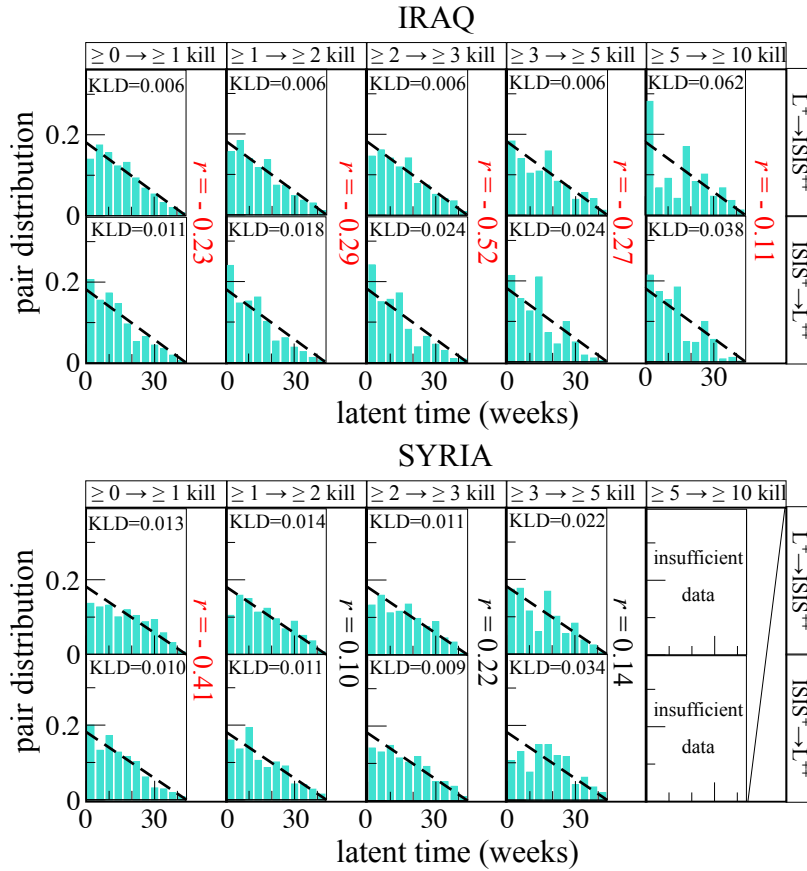 IRAQ
≥ 0 → ≥ 1 kill ≥ 1 → ≥ 2 kill ≥ 2 → ≥ 3 kill ≥ 3 → ≥ 5 kill ≥ 5 → ≥ 10 kill
KLD=0.006 KLD=0.006 KLD=0.006 KLD=0.006 KLD=0.062
L⁺→ISIS⁺⁺
0.2
0
pair distribution
r = - 0.23 r = - 0.29 r = - 0.52 r = - 0.27 r = - 0.11
KLD=0.011 KLD=0.018 KLD=0.024 KLD=0.024 KLD=0.038
ISIS⁺→L⁺⁺
0.2
0
0 30 0 30 0 30 0 30 0 30
latent time (weeks)
SYRIA
≥ 0 → ≥ 1 kill ≥ 1 → ≥ 2 kill ≥ 2 → ≥ 3 kill ≥ 3 → ≥ 5 kill ≥ 5 → ≥ 10 kill
KLD=0.013 KLD=0.014 KLD=0.011 KLD=0.022
insufficient
data
L⁺→ISIS⁺⁺
0.2
0
pair distribution
r = - 0.41 r = 0.10 r = 0.22 r = 0.14
KLD=0.010 KLD=0.011 KLD=0.009 KLD=0.034
insufficient
data
ISIS⁺→L⁺⁺
0.2
0
0 30 0 30 0 30 0 30
latent time (weeks)